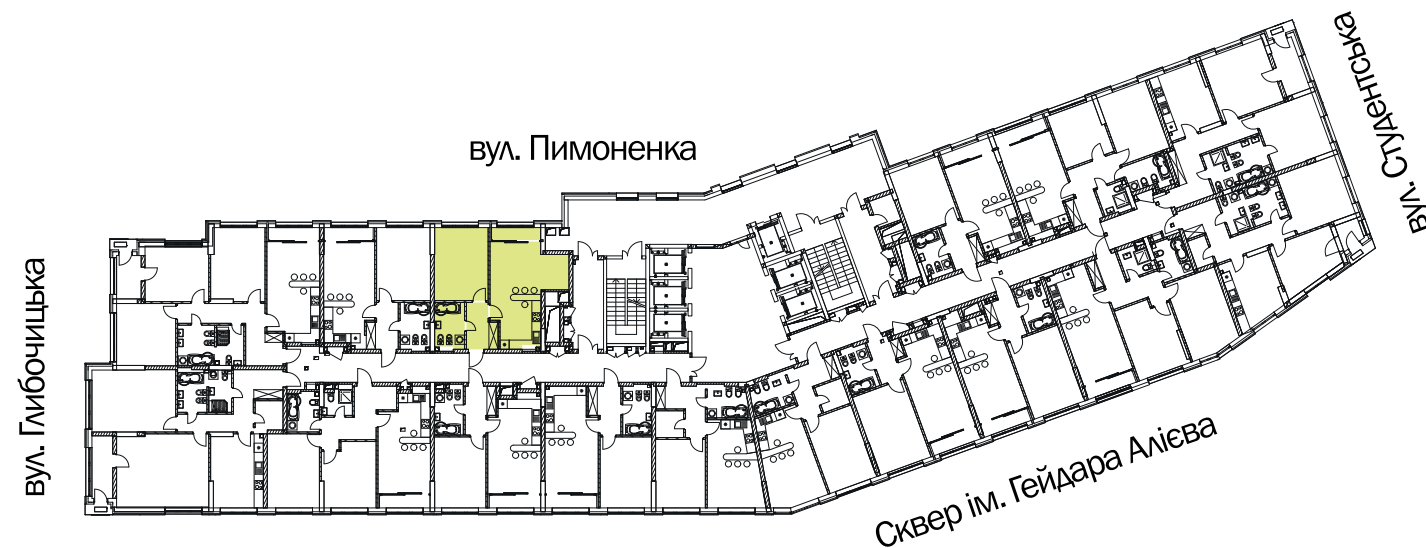 вул. Пимоненка
вул. Студентська
вул. Глибочицька
Сквер ім. Гейдара Алієва